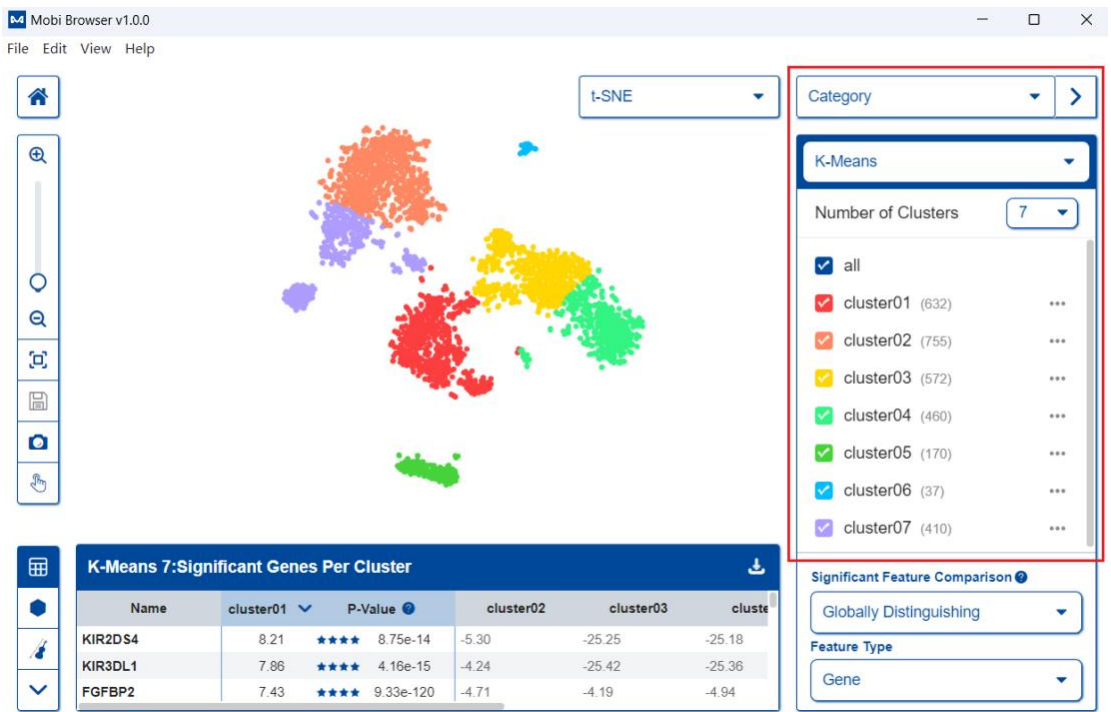 Mobi Browser v1.0.0
File Edit View Help
t-SNE
Category
K-Means
Number of Clusters 7
all
cluster01 (632)
cluster02 (755)
cluster03 (572)
cluster04 (460)
cluster05 (170)
cluster06 (37)
cluster07 (410)
K-Means 7:Significant Genes Per Cluster
Name cluster01 P-Value ? cluster02 cluster03 cluste
KIR2DS4 8.21 ★★★★ 8.75e-14 -5.30 -25.25 -25.18
KIR3DL1 7.86 ★★★★ 4.16e-15 -4.24 -25.42 -25.36
FGFBP2 7.43 ★★★★ 9.33e-120 -4.71 -4.19 -4.94
Significant Feature Comparison ?
Globally Distinguishing
Feature Type
Gene